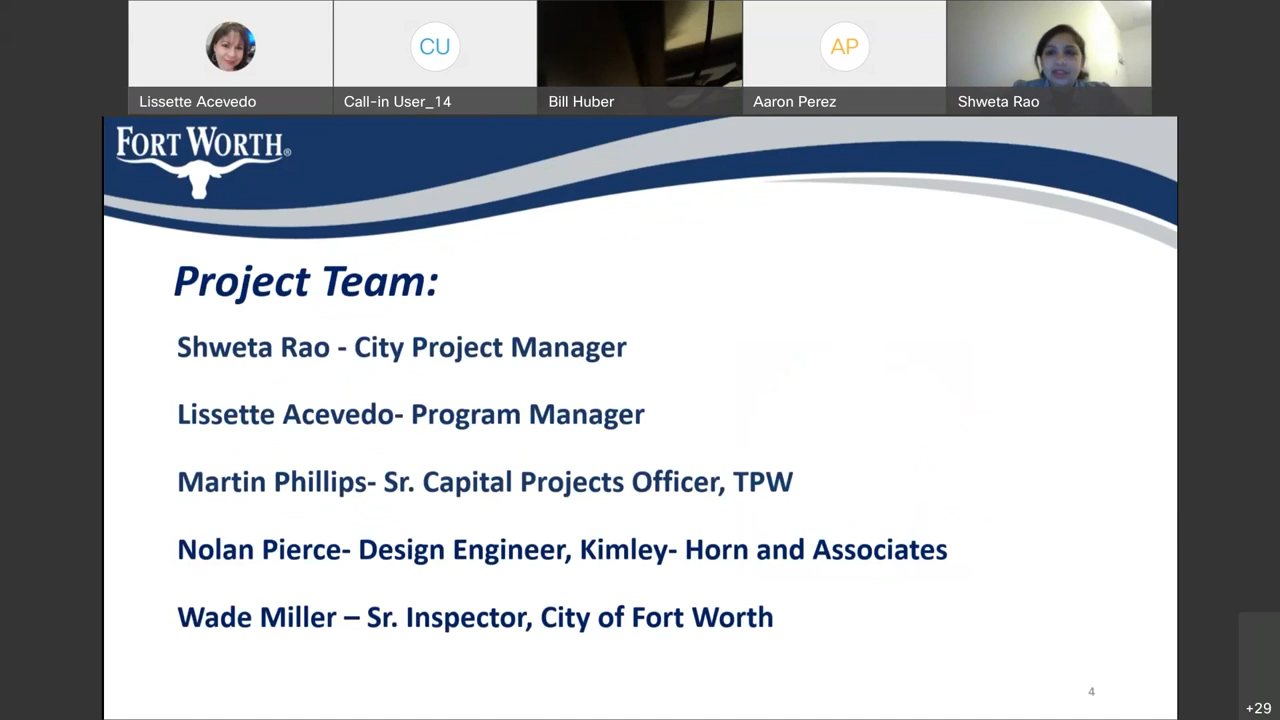 Lissette Acevedo
CU
Call-in User_14
Bill Huber
AP
Aaron Perez
Shweta Rao
FORT WORTH®
Project Team:
Shweta Rao - City Project Manager
Lissette Acevedo- Program Manager
Martin Phillips- Sr. Capital Projects Officer, TPW
Nolan Pierce- Design Engineer, Kimley- Horn and Associates
Wade Miller – Sr. Inspector, City of Fort Worth
4
+29